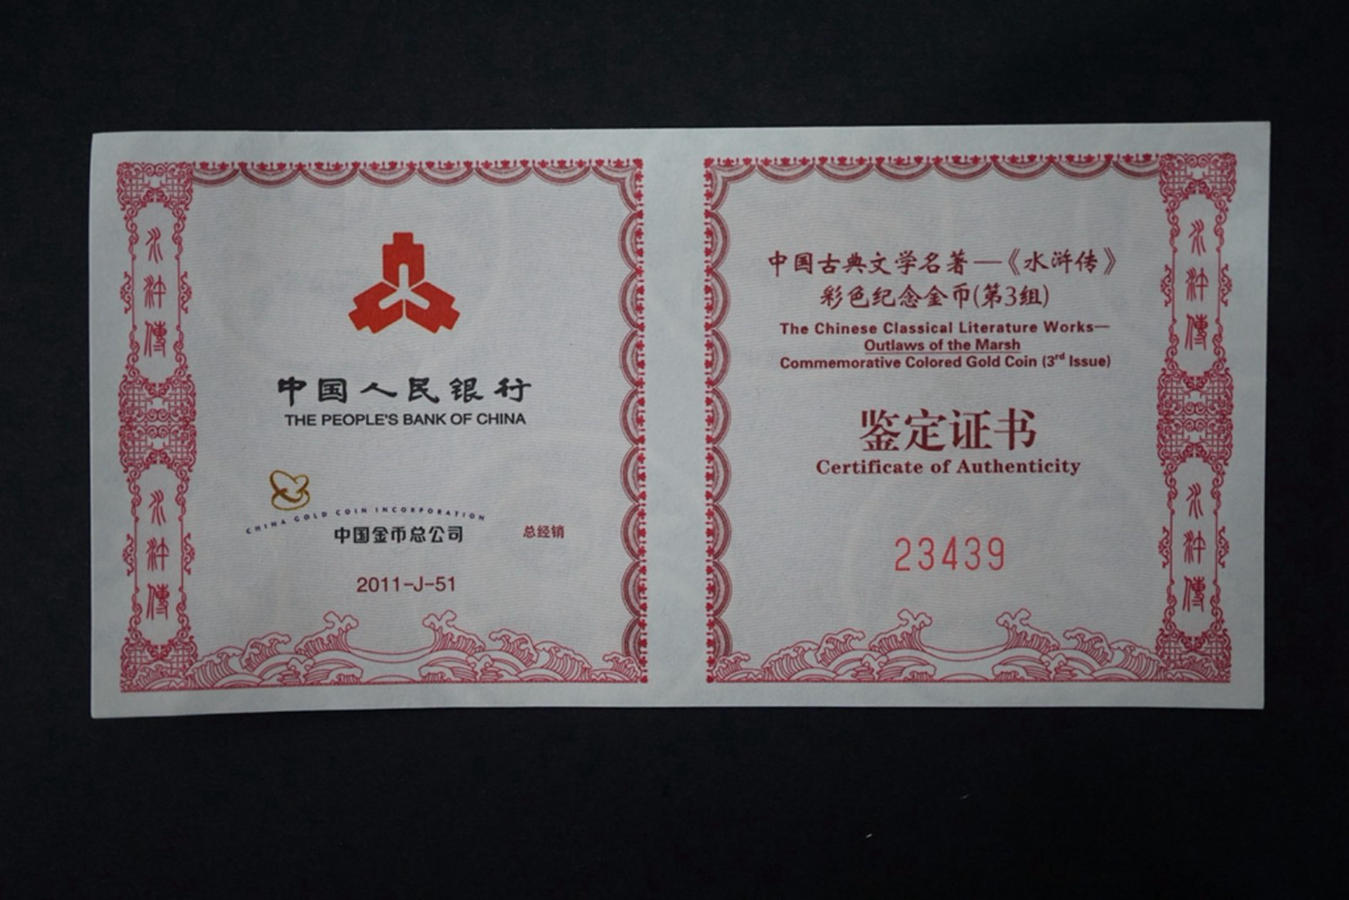 中国人民银行
THE PEOPLE'S BANK OF CHINA
CHINA GOLD COIN INCORPORATION
中国金币总公司 总经销
2011-J-51
水滸傳
水滸傳
中国古典文学名著—《水浒传》
彩色纪念金币(第3组)
The Chinese Classical Literature Works—
Outlaws of the Marsh
Commemorative Colored Gold Coin (3rd Issue)
鉴定证书
Certificate of Authenticity
23439
水滸傳
水滸傳